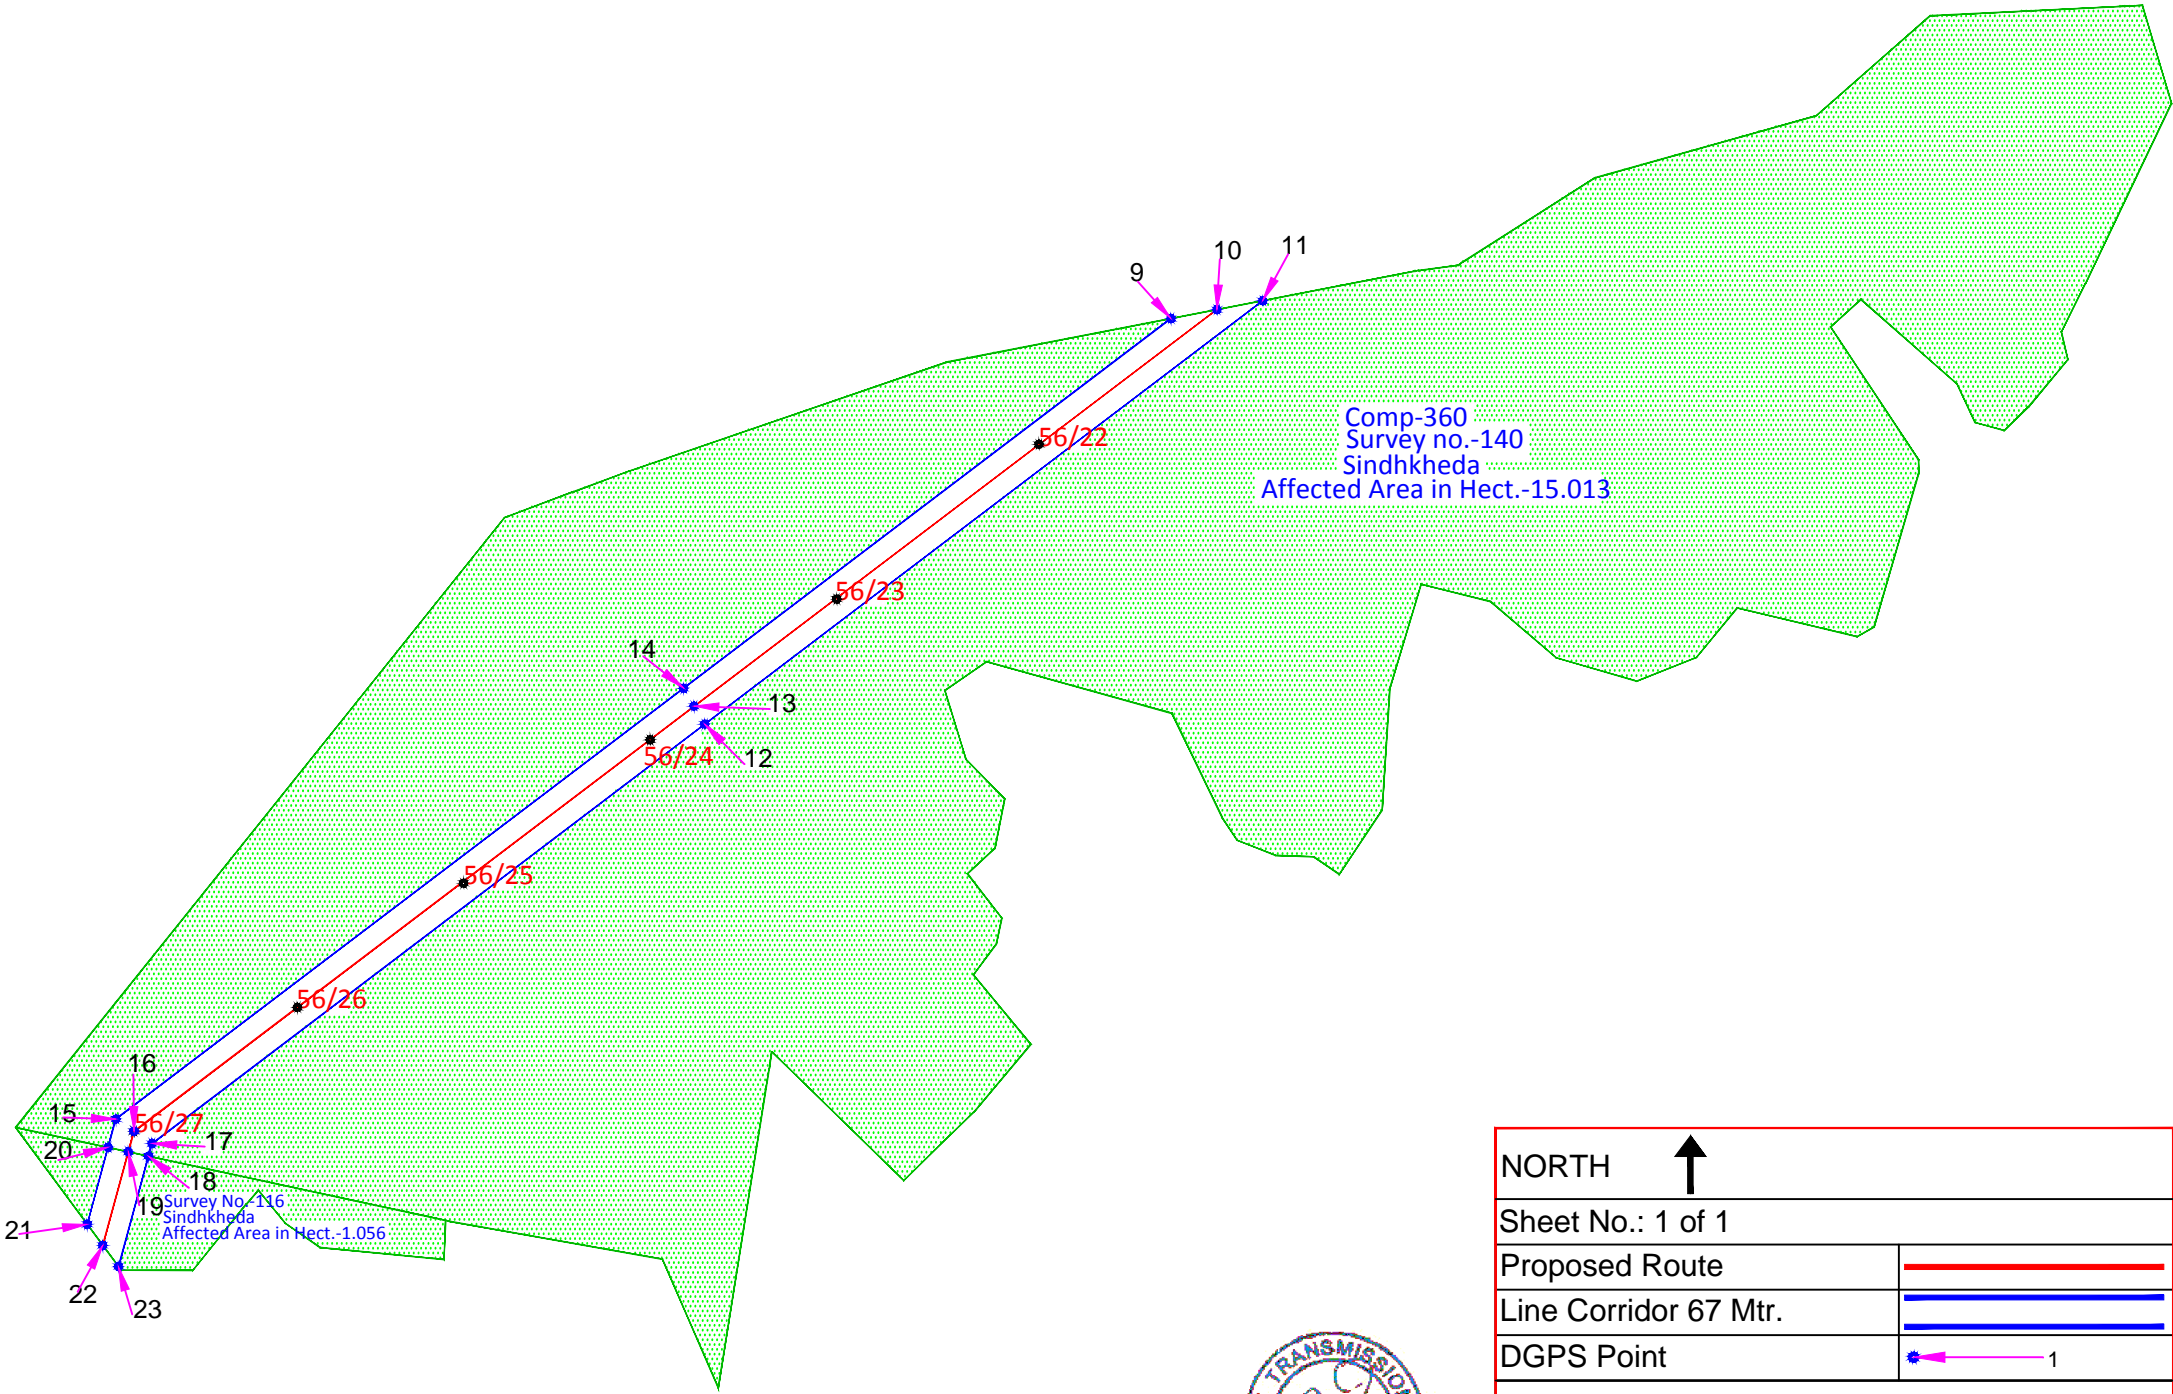 11
10
9
Comp-360
56/22
Survey no.-140
Sindhkheda
Affected Area in Hect.-15.013
56/23
14
13
56/24
12
56/25
56/26
16
15
56/27
17
20
18
19
Survey No.-116
Sindhkheda
Affected Area in Hect.-1.056
21
22
23
NORTH
Sheet No.: 1 of 1
Proposed Route
Line Corridor 67 Mtr.
DGPS Point
1
TRANSMISSION